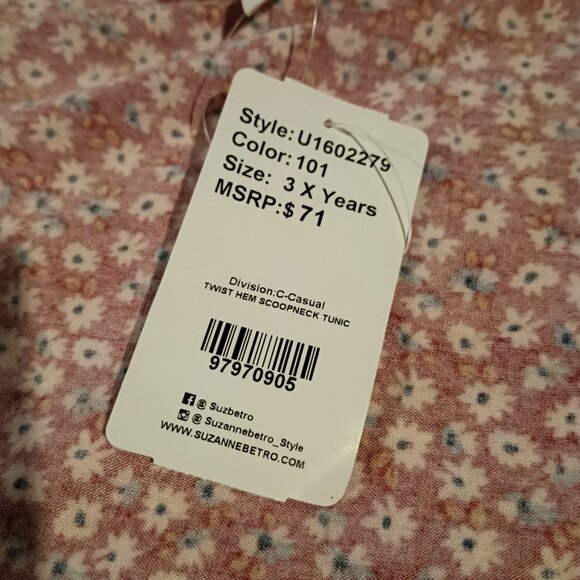 Style: U1602279
Color: 101
Size: 3 X Years
MSRP:$ 71
Division:C-Casual
TWIST HEM SCOOPNECK TUNIC
97970905
@ Suzbetro
@ Suzannebetro_Style
WWW.SUZANNEBETRO.COM